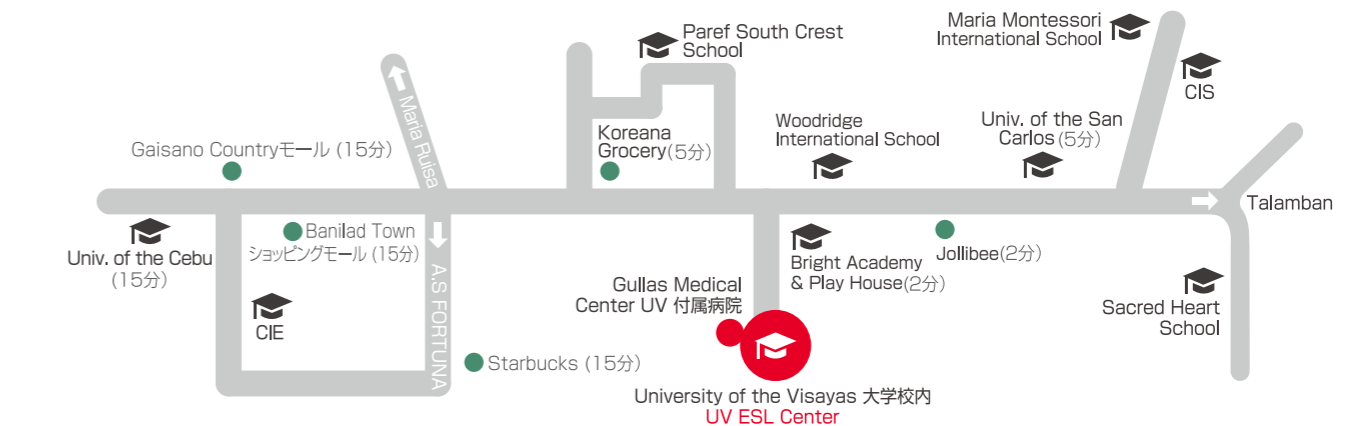 Paref South Crest
School
Maria Montessori
International School
CIS
Maria Ruisa
Koreana
Grocery(5分)
Woodridge
International School
Univ. of the San
Carlos (5分)
Gaisano Countryモール (15分)
Talamban
Univ. of the Cebu
(15分)
Banilad Town
ショッピングモール (15分)
A.S FORTUNA
CIE
Starbucks (15分)
Gullas Medical
Center UV 付属病院
Bright Academy
& Play House(2分)
Jollibee(2分)
Sacred Heart
School
University of the Visayas 大学校内
UV ESL Center